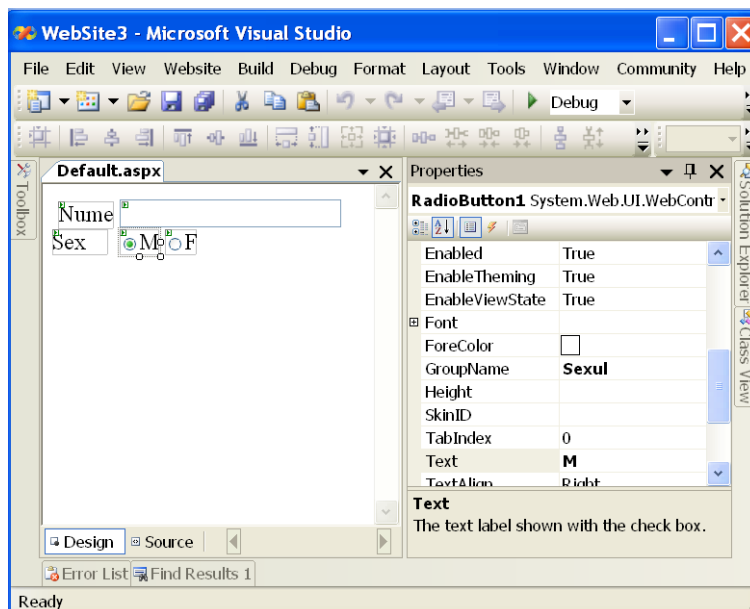 WebSite3 - Microsoft Visual Studio
File Edit View Website Build Debug Format Layout Tools Window Community Help
Debug
Toolbox
Default.aspx
Nume
Sex M F
Design Source
Properties
RadioButton1 System.Web.UI.WebContr
Enabled True
EnableTheming True
EnableViewState True
Font
ForeColor
GroupName Sexul
Height
SkinID
TabIndex 0
Text M
TextAlign Right
Text
The text label shown with the check box.
Solution Explorer
Class View
Error List Find Results 1
Ready